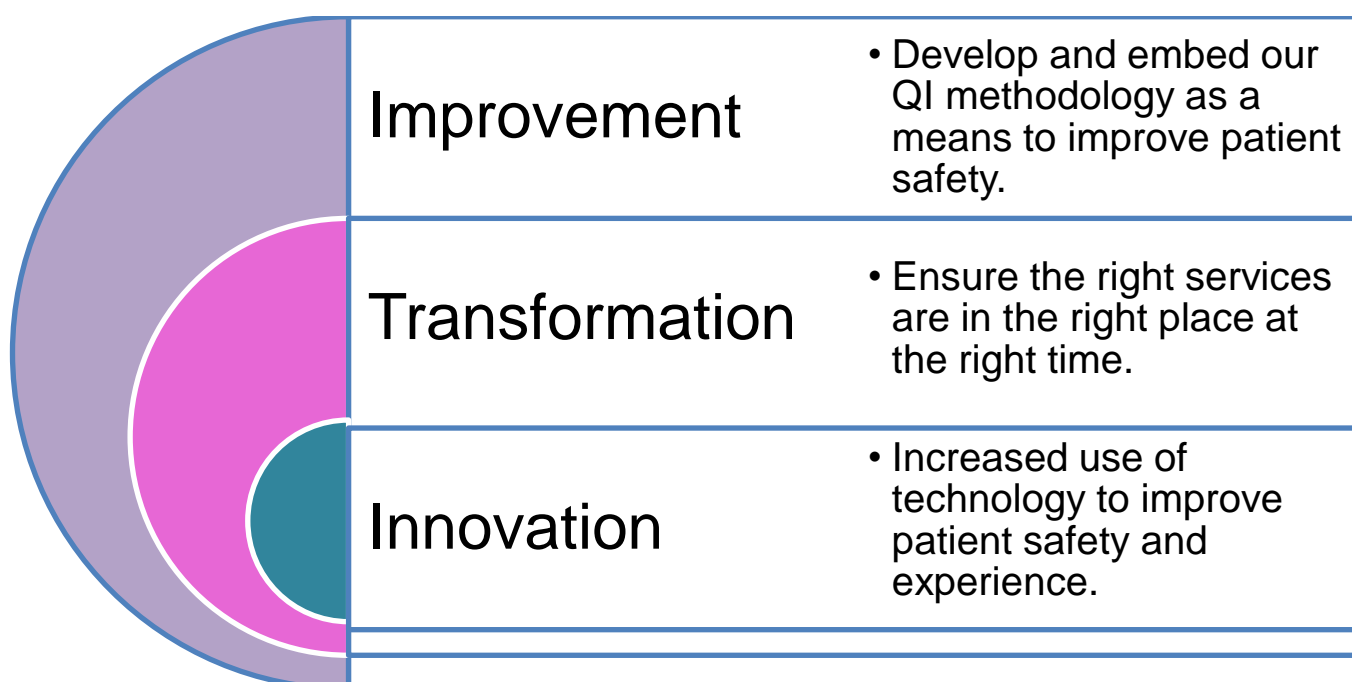 Improvement
• Develop and embed our
QI methodology as a
means to improve patient
safety.
Transformation
• Ensure the right services
are in the right place at
the right time.
Innovation
• Increased use of
technology to improve
patient safety and
experience.